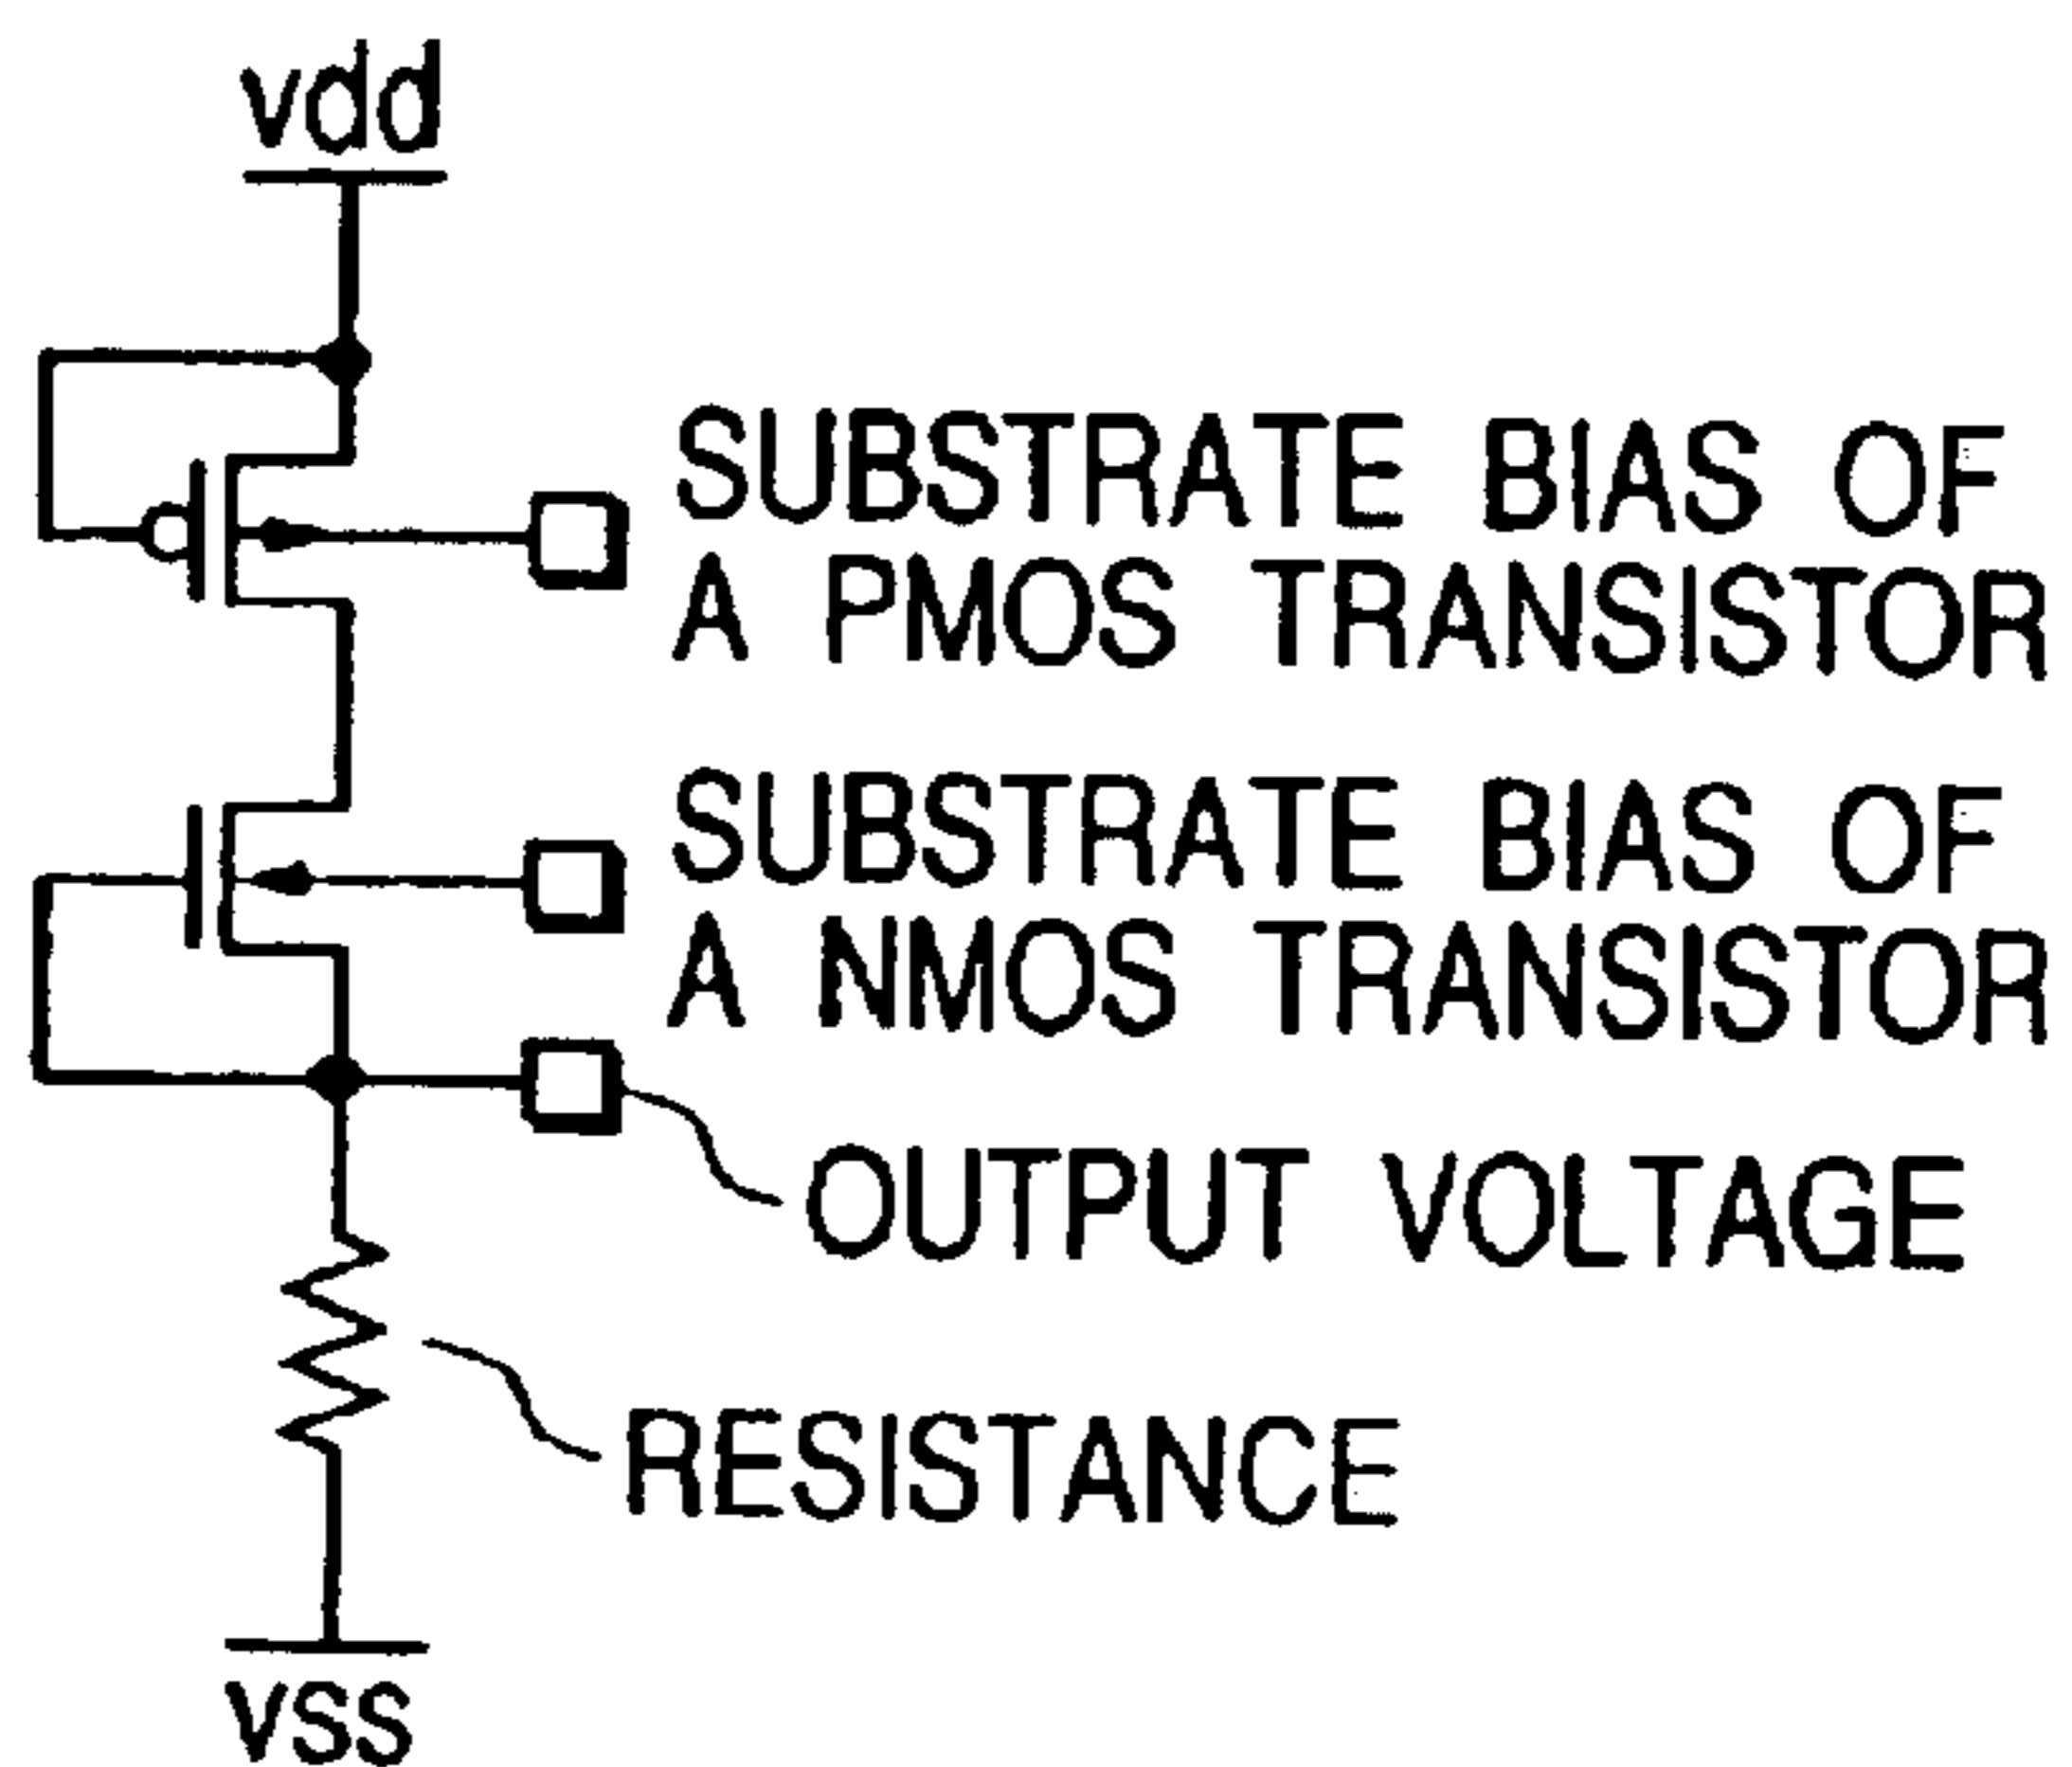 vdd
SUBSTRATE BIAS OF
A PMOS TRANSISTOR
SUBSTRATE BIAS OF
A NMOS TRANSISTOR
OUTPUT VOLTAGE
RESISTANCE
vss